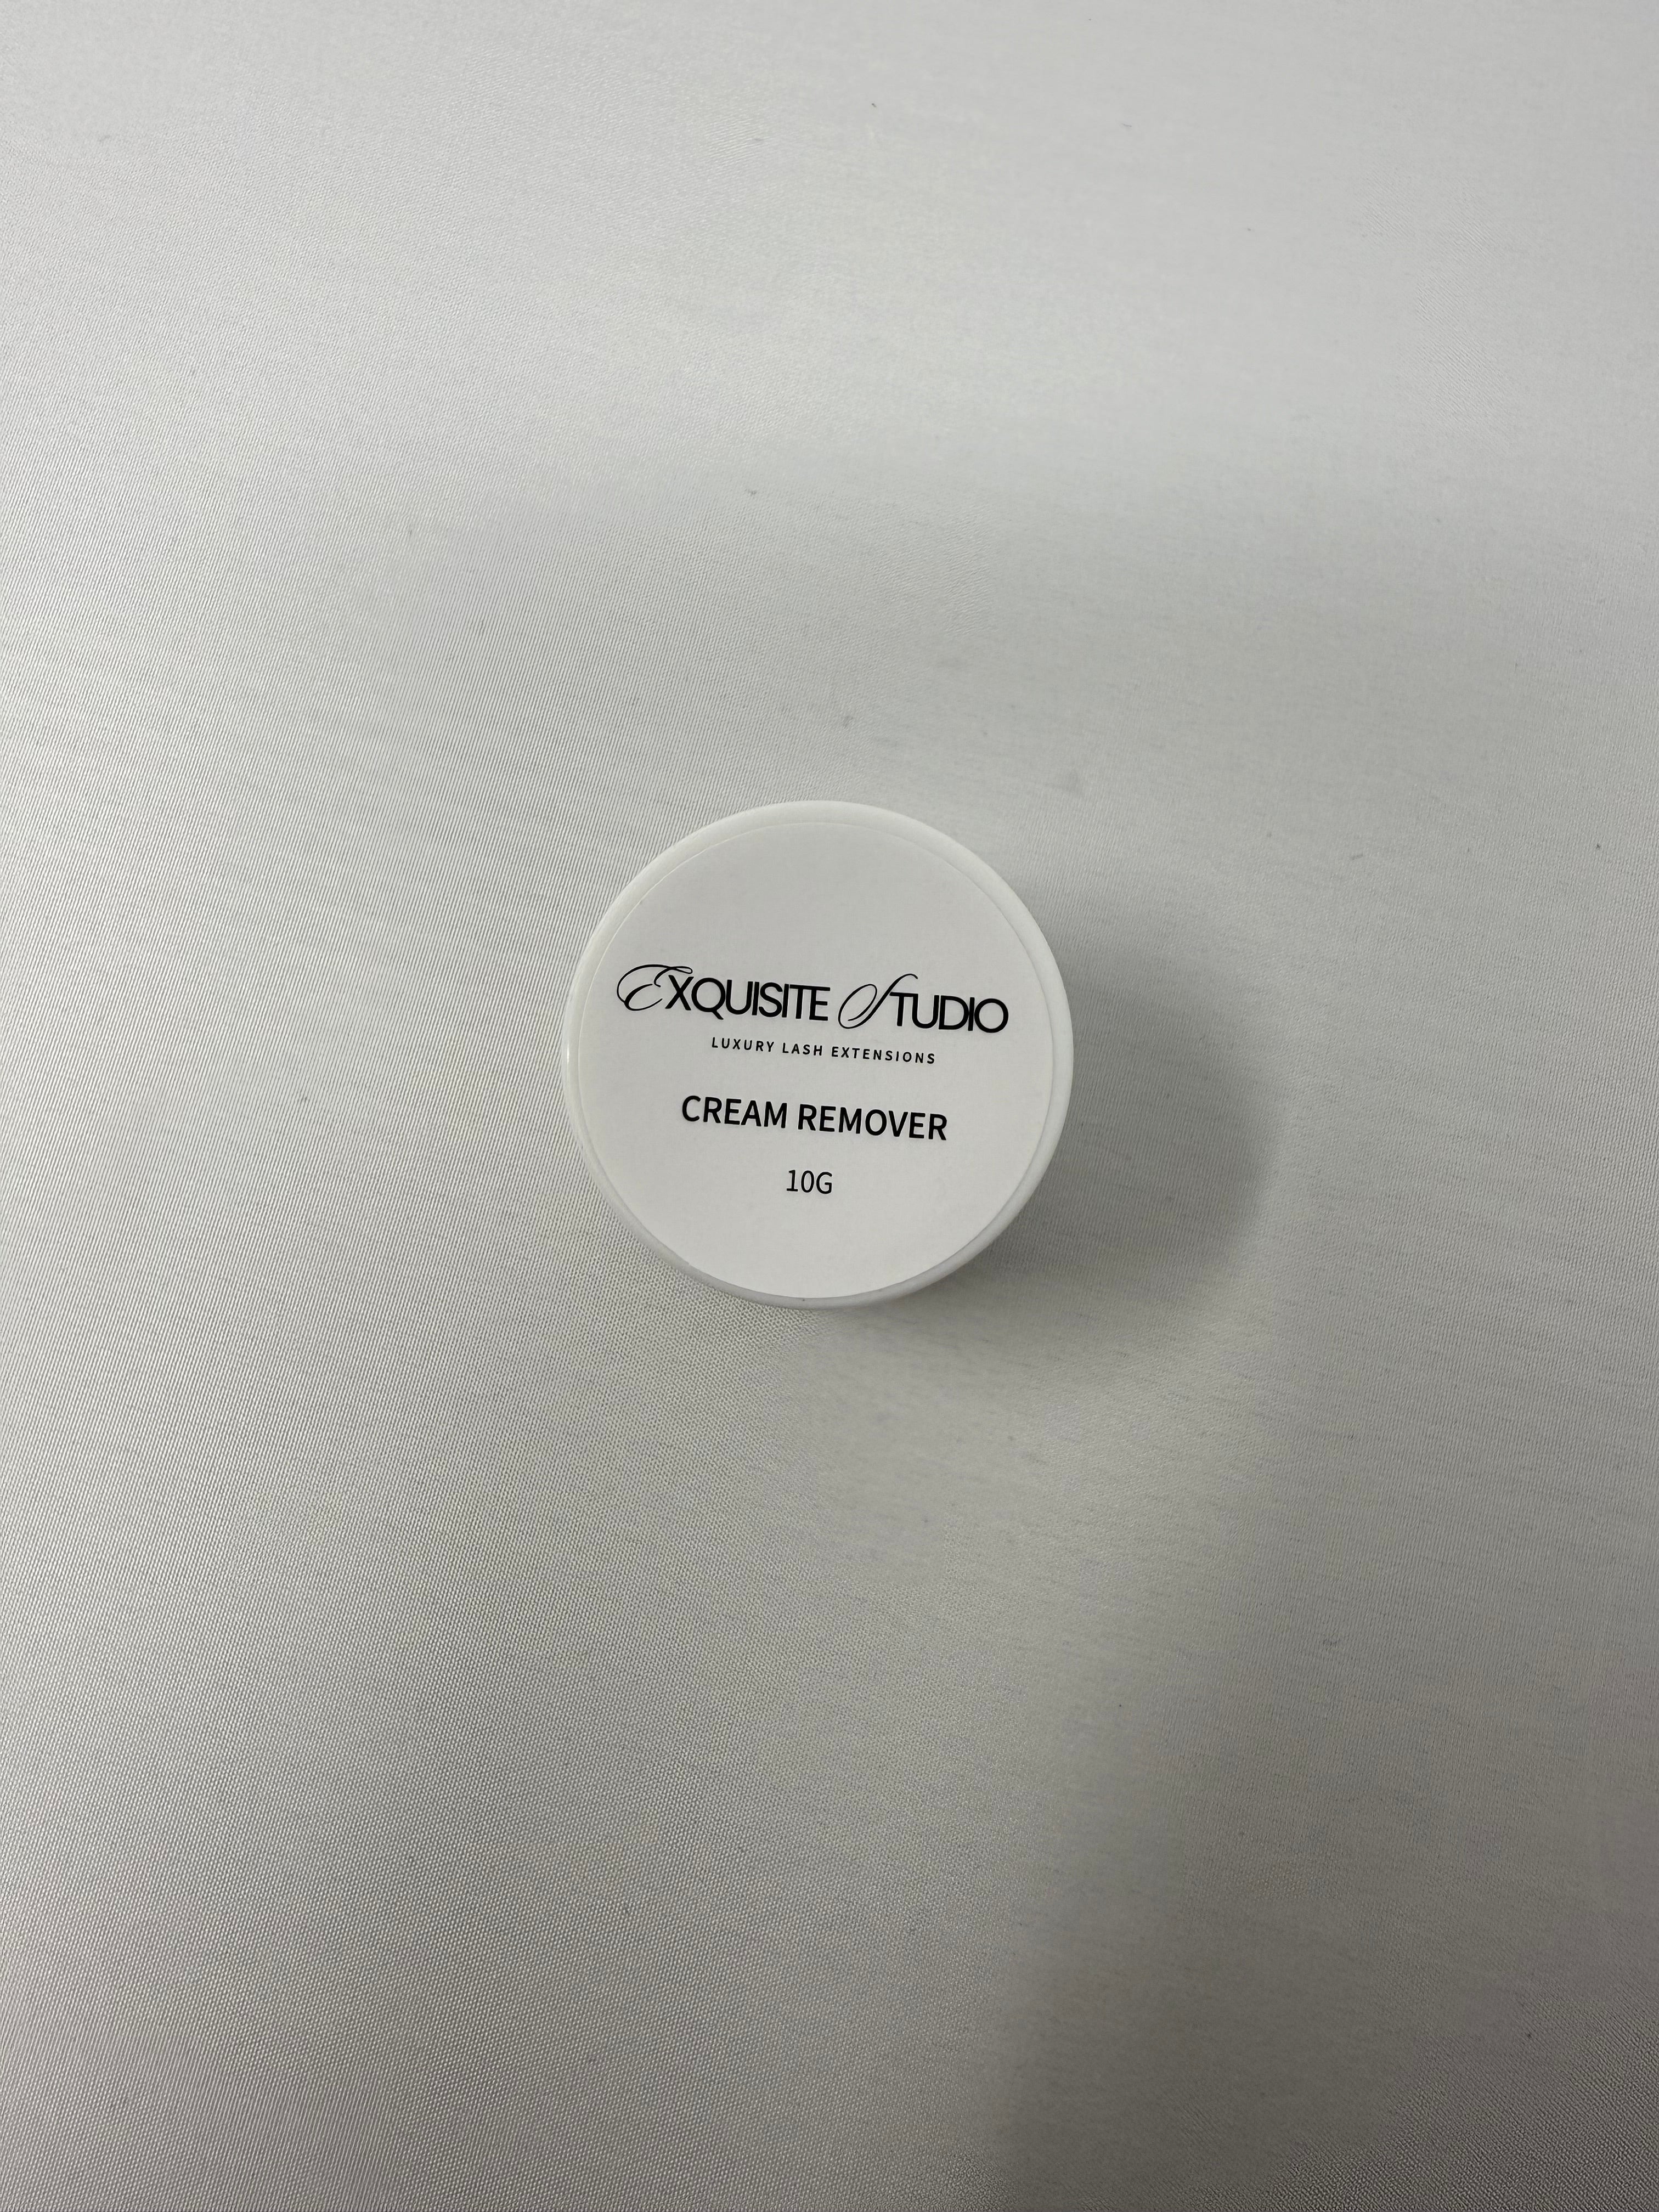 EXQUISITE STUDIO
LUXURY LASH EXTENSIONS
CREAM REMOVER
10G